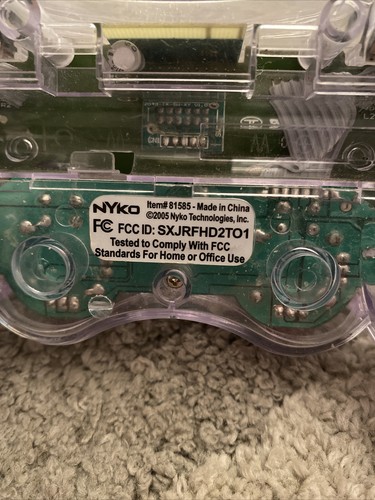 NYKO
Item# 81585 - Made in China
©2005 Nyko Technologies, Inc.
FC FCC ID: SXJRFHD2TO1
Tested to Comply With FCC
Standards For Home or Office Use